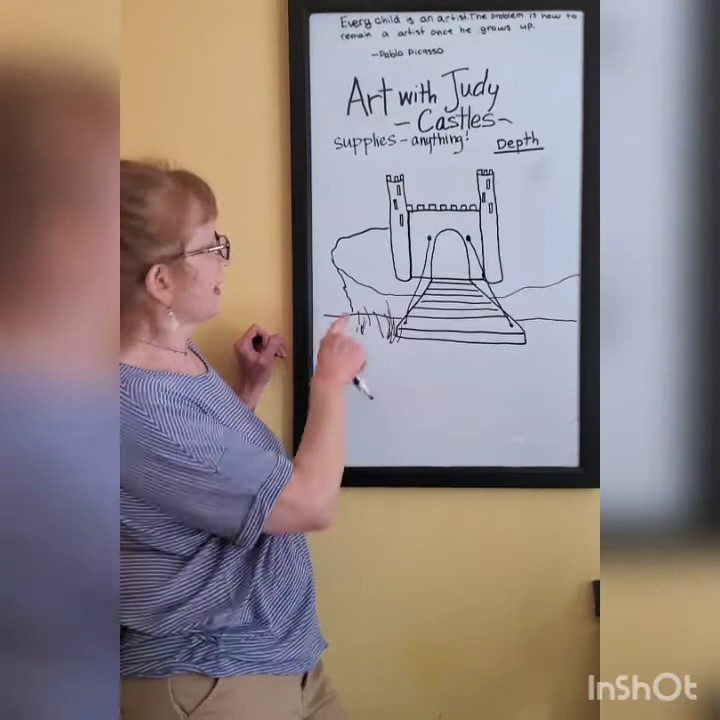 Every child is an artist. The problem is how to
remain a artist once he grows up.
-Pablo Picasso
Art with Judy
- Castles -
supplies - anything!
Depth
InShOt